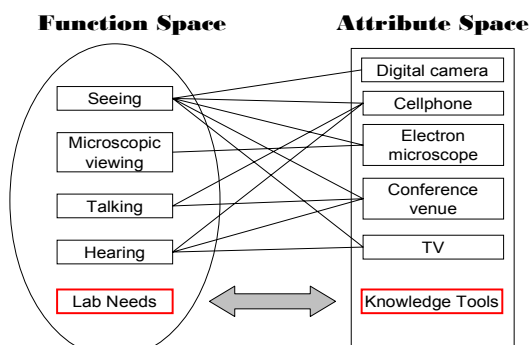 Function Space
Attribute Space
Seeing
Microscopic
viewing
Talking
Hearing
Lab Needs
Digital camera
Cellphone
Electron
microscope
Conference
venue
TV
Knowledge Tools